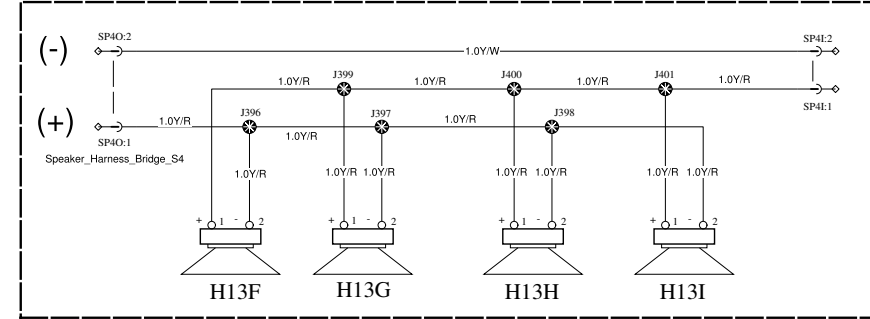 SP4O:2 SP4I:2
(-) 1.0Y/W
J399 J400 J401
1.0Y/R 1.0Y/R 1.0Y/R 1.0Y/R
SP4I:1
J396 J397 J398
(+) 1.0Y/R 1.0Y/R 1.0Y/R
SP4O:1
Speaker_Harness_Bridge_S4
1.0Y/R 1.0Y/R 1.0Y/R 1.0Y/R 1.0Y/R 1.0Y/R 1.0Y/R
+ 1 - 2 + 1 - 2 + 1 - 2 + 1 - 2
H13F H13G H13H H13I